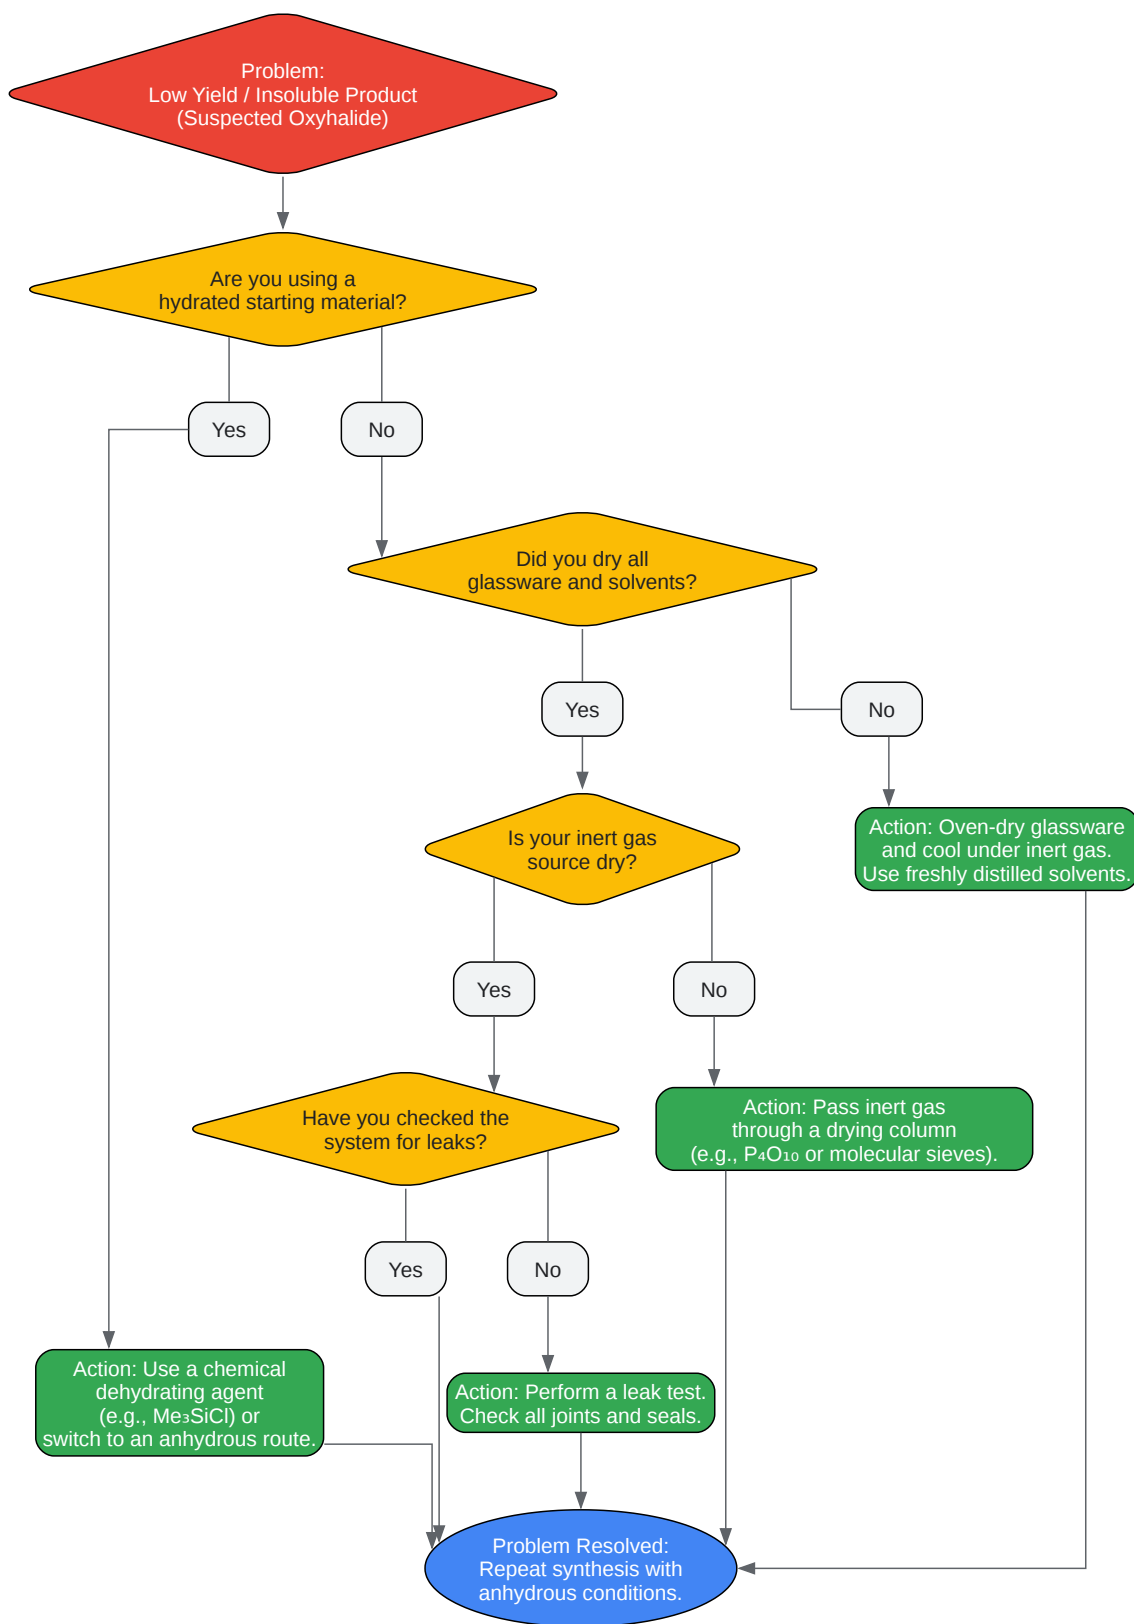 Problem:
Low Yield / Insoluble Product
(Suspected Oxyhalide)
Are you using a
hydrated starting material?
Yes
No
Did you dry all
glassware and solvents?
Yes
No
Is your inert gas
source dry?
Action: Oven-dry glassware
and cool under inert gas.
Use freshly distilled solvents.
Yes
No
Have you checked the
system for leaks?
Action: Pass inert gas
through a drying column
(e.g., P₄O₁₀ or molecular sieves).
Yes
No
Action: Use a chemical
dehydrating agent
(e.g., Me₃SiCl) or
switch to an anhydrous route.
Action: Perform a leak test.
Check all joints and seals.
Problem Resolved:
Repeat synthesis with
anhydrous conditions.